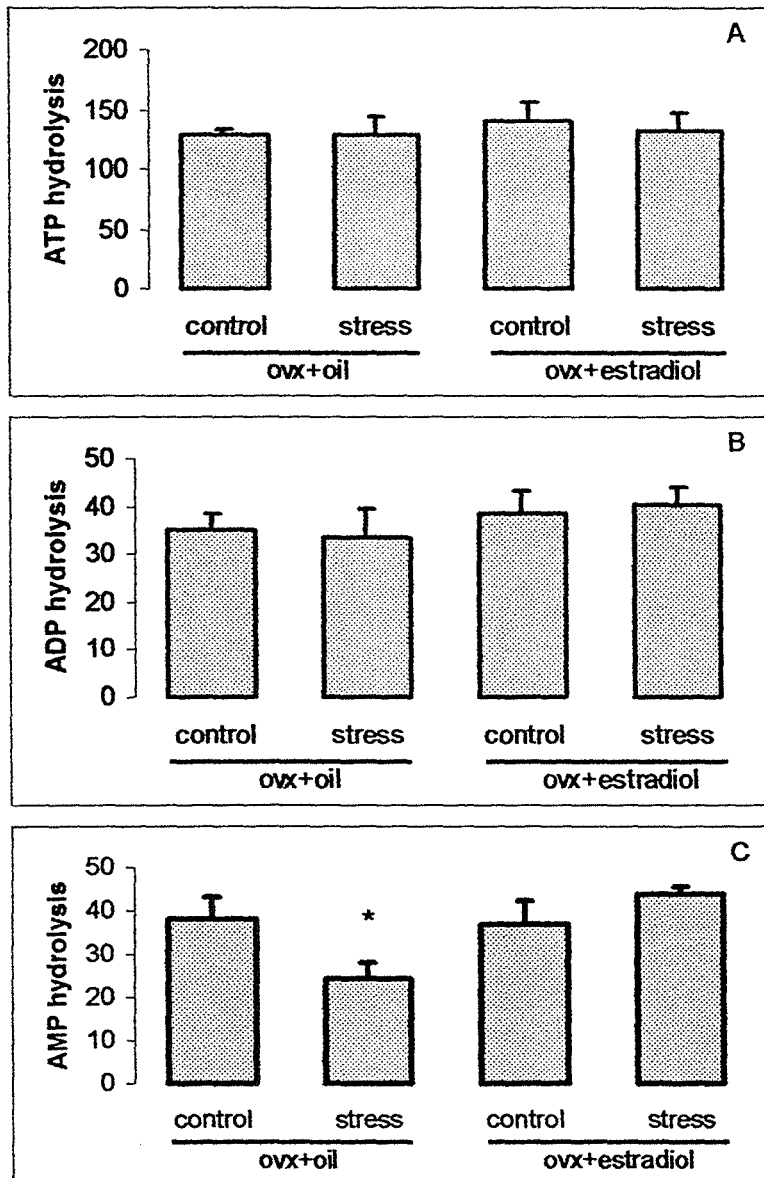 A
ATP hydrolysis
200
150
100
50
0
control stress control stress
ovx+oil ovx+estradiol
B
ADP hydrolysis
50
40
30
20
10
0
control stress control stress
ovx+oil ovx+estradiol
C
AMP hydrolysis
50
40
30
20
10
0
*
control stress control stress
ovx+oil ovx+estradiol